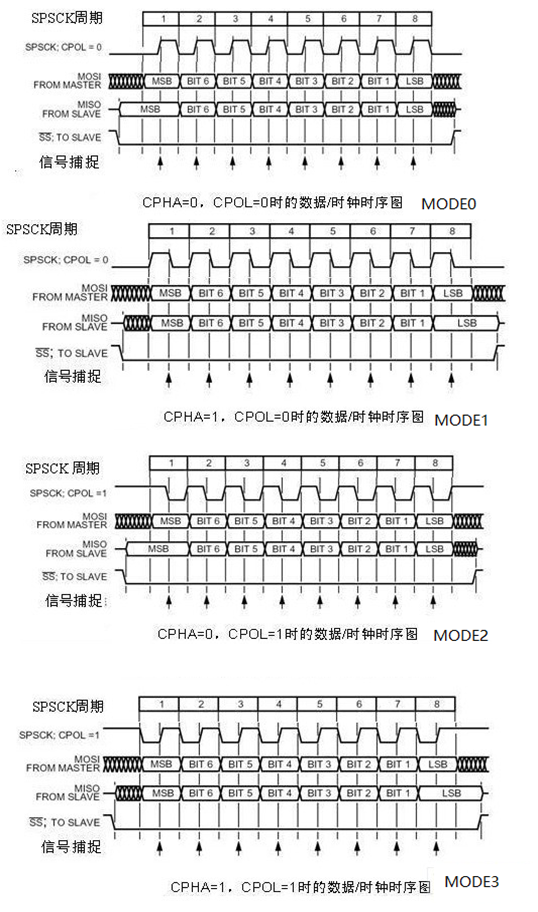 SPSCK周期 1 2 3 4 5 6 7 8
SPSCK; CPOL = 0
MOSI
FROM MASTER MSB BIT 6 BIT 5 BIT 4 BIT 3 BIT 2 BIT 1 LSB
MISO
FROM SLAVE MSB BIT 6 BIT 5 BIT 4 BIT 3 BIT 2 BIT 1 LSB
SS; TO SLAVE
信号捕捉
CPHA=0，CPOL=0时的数据/时钟时序图 MODE0
SPSCK周期 1 2 3 4 5 6 7 8
SPSCK; CPOL = 0
MOSI
FROM MASTER MSB BIT 6 BIT 5 BIT 4 BIT 3 BIT 2 BIT 1 LSB
MISO
FROM SLAVE MSB BIT 6 BIT 5 BIT 4 BIT 3 BIT 2 BIT 1 LSB
SS; TO SLAVE
信号捕捉
CPHA=1，CPOL=0时的数据/时钟时序图 MODE1
SPSCK 周期 1 2 3 4 5 6 7 8
SPSCK; CPOL =1
MOSI
FROM MASTER MSB BIT 6 BIT 5 BIT 4 BIT 3 BIT 2 BIT 1 LSB
MISO
FROM SLAVE MSB BIT 6 BIT 5 BIT 4 BIT 3 BIT 2 BIT 1 LSB
SS; TO SLAVE
信号捕捉
CPHA=0，CPOL=1时的数据/时钟时序图 MODE2
SPSCK周期 1 2 3 4 5 6 7 8
SPSCK; CPOL =1
MOSI
FROM MASTER MSB BIT 6 BIT 5 BIT 4 BIT 3 BIT 2 BIT 1 LSB
MISO
FROM SLAVE MSB BIT 6 BIT 5 BIT 4 BIT 3 BIT 2 BIT 1 LSB
SS; TO SLAVE
信号捕捉
CPHA=1，CPOL=1时的数据/时钟时序图 MODE3